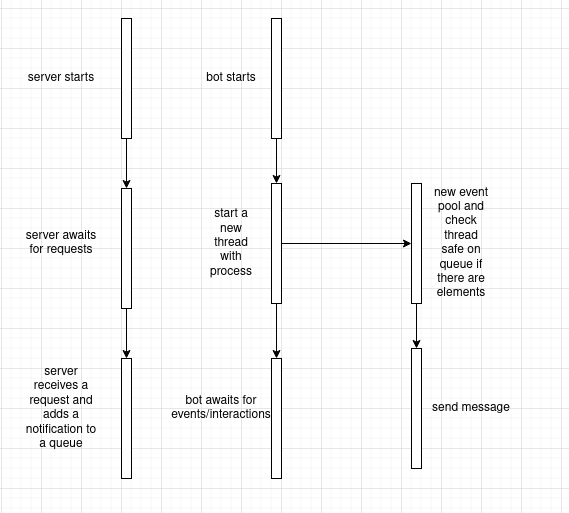 server starts
bot starts
server awaits
for requests
start a
new
thread
with
process
new event
pool and
check
thread
safe on
queue if
there are
elements
server
receives a
request and
adds a
notification to
a queue
bot awaits for
events/interactions
send message